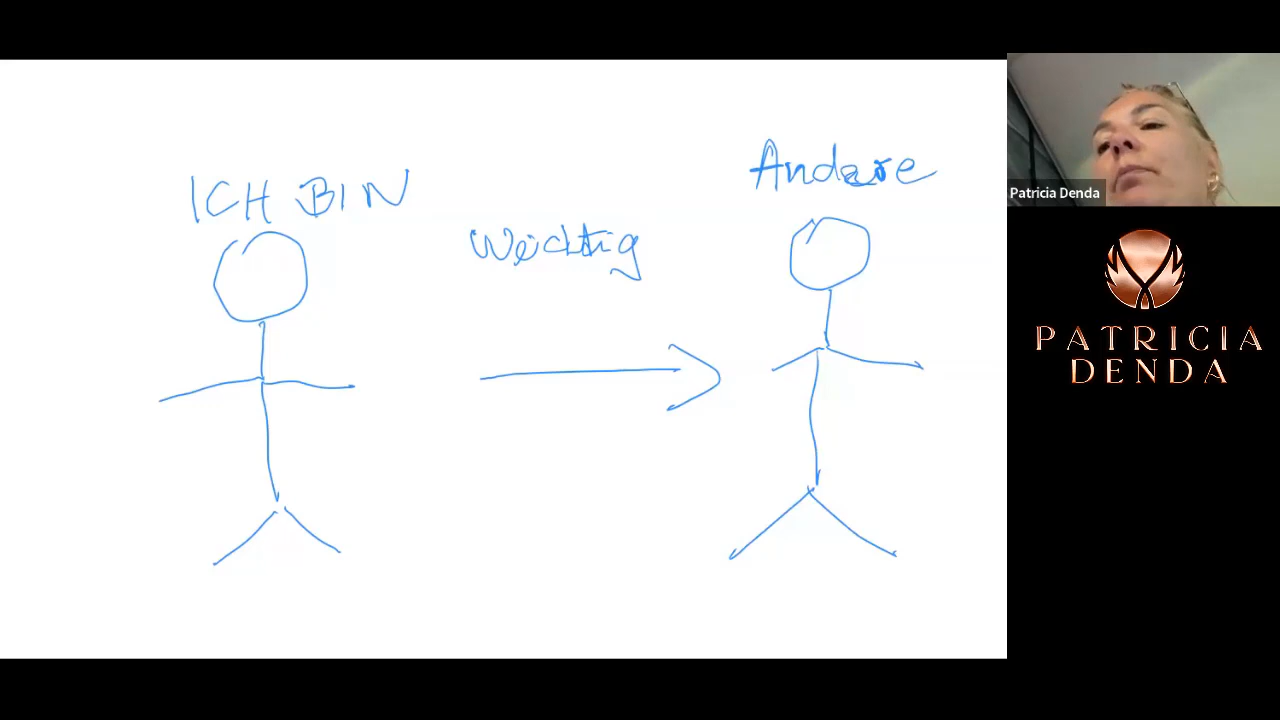 ICH BIN
Wichtig
Andere
Patricia Denda
PATRICIA
DENDA